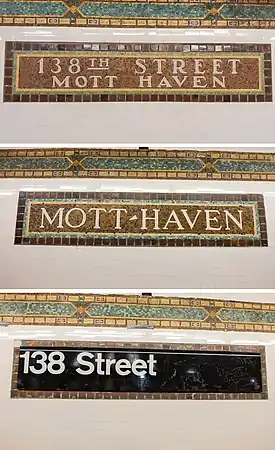 138TH STREET
MOTT HAVEN
MOTT-HAVEN
138 Street